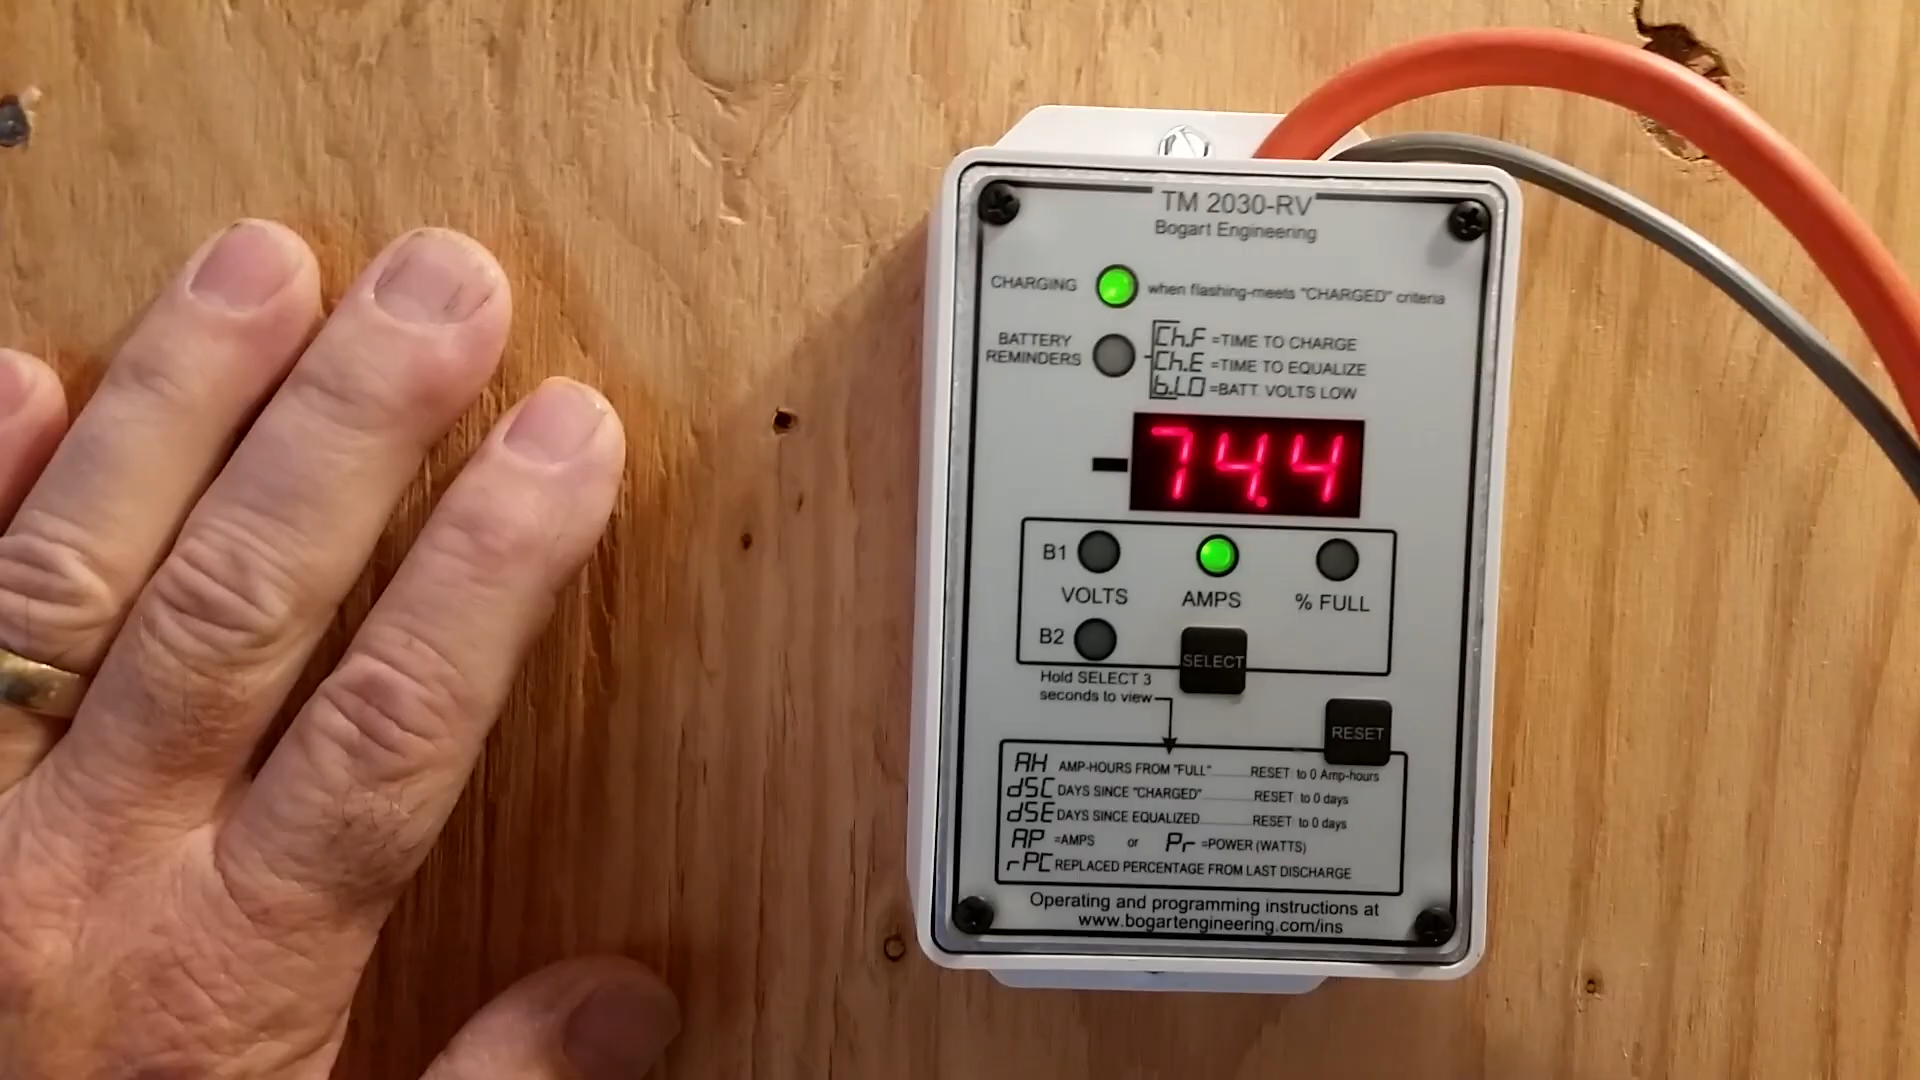 TM 2030-RV
Bogart Engineering
CHARGING when flashing-meets "CHARGED" criteria
BATTERY REMINDERS
Ch.F =TIME TO CHARGE
Ch.E =TIME TO EQUALIZE
b.LO =BATT. VOLTS LOW
74.4
B1
VOLTS AMPS % FULL
B2
SELECT
Hold SELECT 3
seconds to view
RESET
AH AMP-HOURS FROM "FULL"........RESET to 0 Amp-hours
dSC DAYS SINCE "CHARGED"................RESET to 0 days
dSE DAYS SINCE EQUALIZED................RESET to 0 days
AP =AMPS or Pr =POWER (WATTS)
rPC REPLACED PERCENTAGE FROM LAST DISCHARGE
Operating and programming instructions at
www.bogartengineering.com/ins